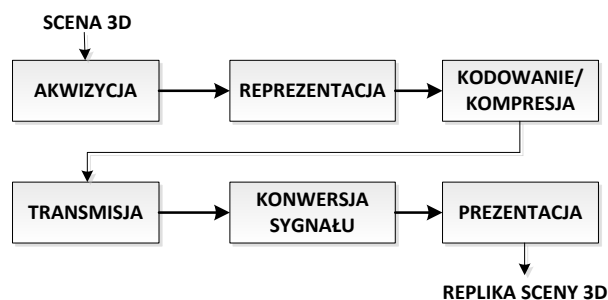 SCENA 3D
AKWIZYCJA
REPREZENTACJA
KODOWANIE/
KOMPRESJA
TRANSMISJA
KONWERSJA
SYGNAŁU
PREZENTACJA
REPLIKA SCENY 3D